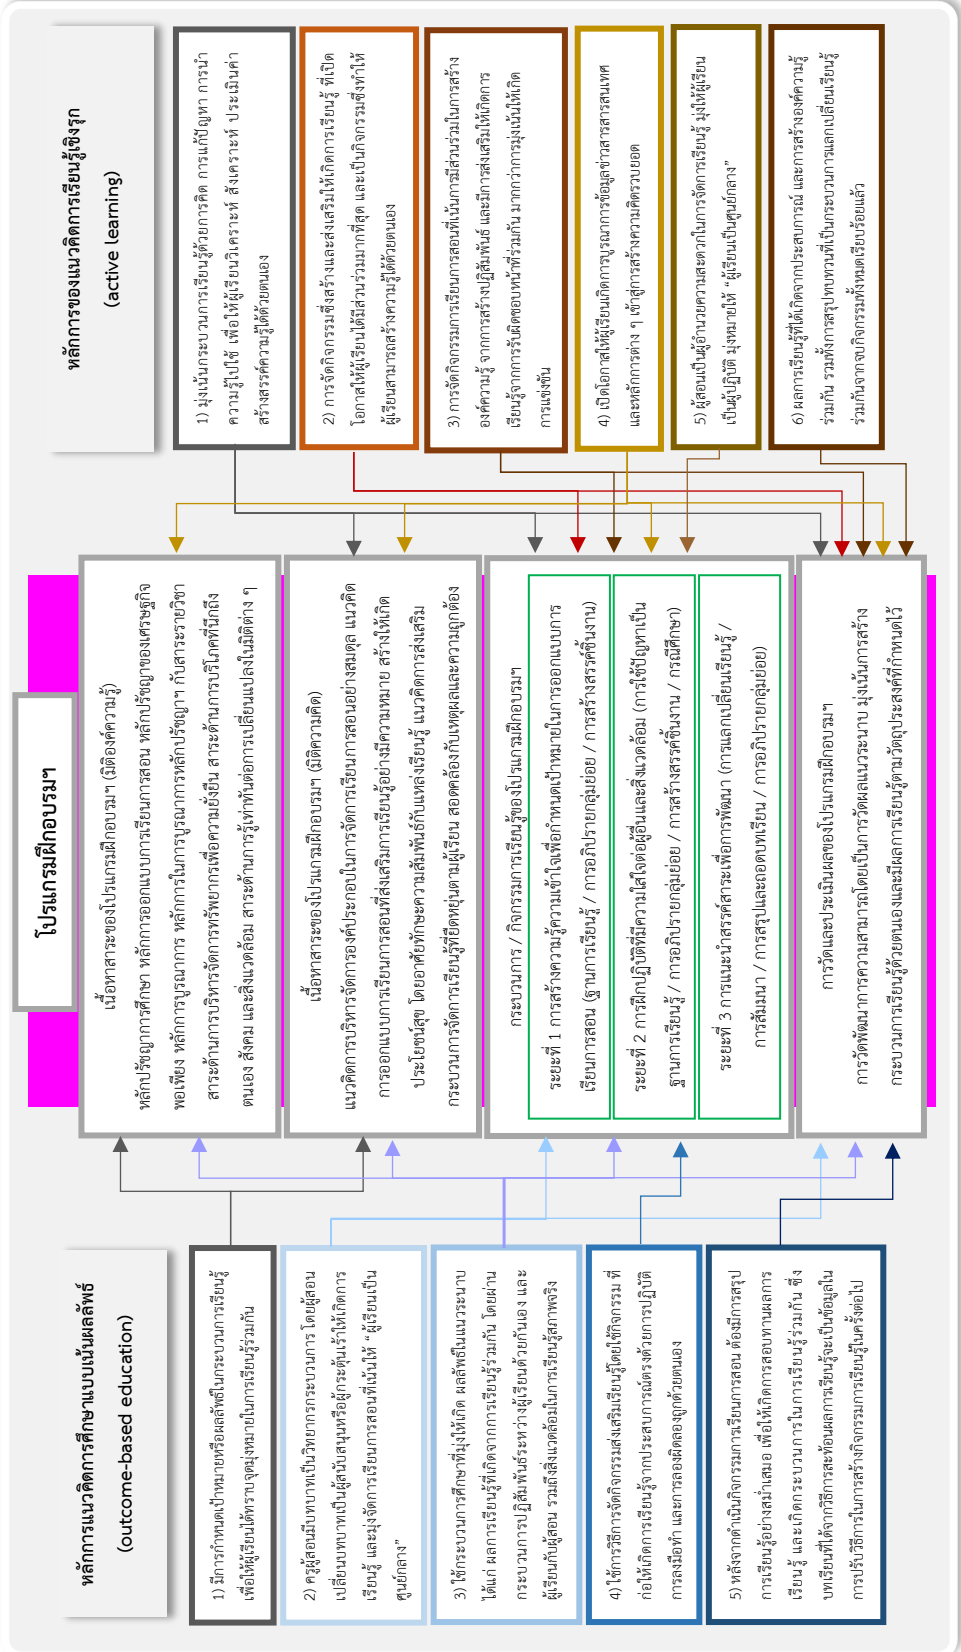 หลักการแนวคิดการศึกษาแบบเน้นผลลัพธ์
(outcome-based education)
1) มีการกำหนดเป้าหมายหรือผลลัพธ์ในกระบวนการเรียนรู้
เพื่อให้ผู้เรียนได้ทราบจุดมุ่งหมายในการเรียนรู้ร่วมกัน
2) ครูผู้สอนมีบทบาทเป็นวิทยากรกระบวนการ โดยผู้สอน
เปลี่ยนบทบาทเป็นผู้สนับสนุนหรือผู้กระตุ้นเร้าให้เกิดการ
เรียนรู้ และมุ่งจัดการเรียนการสอนที่เน้นให้ “ผู้เรียนเป็น
ศูนย์กลาง”
3) ใช้กระบวนการศึกษาที่มุ่งให้เกิด ผลลัพธ์ในแนวระนาบ
ได้แก่ ผลการเรียนรู้ที่เกิดจากการเรียนรู้ร่วมกัน โดยผ่าน
กระบวนการปฏิสัมพันธ์ระหว่างผู้เรียนด้วยกันเอง และ
ผู้เรียนกับผู้สอน รวมถึงสิ่งแวดล้อมในการเรียนรู้สภาพจริง
4) ใช้การวิธีการจัดกิจกรรมส่งเสริมเรียนรู้โดยใช้กิจกรรม ที่
ก่อให้เกิดการเรียนรู้จากประสบการณ์ตรงด้วยการปฏิบัติ
การลงมือทำ และการลองผิดลองถูกด้วยตนเอง
5) หลังจากดำเนินกิจกรรมการเรียนการสอน ต้องมีการสรุป
การเรียนรู้อย่างสม่ำเสมอ เพื่อให้เกิดการสอบทานผลการ
เรียนรู้ และเกิดกระบวนการในการเรียนรู้ร่วมกัน ซึ่ง
บทเรียนที่ได้จากวิธีการสะท้อนผลการเรียนรู้จะเป็นข้อมูลใน
การปรับวิธีการในการสร้างกิจกรรมการเรียนรู้ในครั้งต่อไป
โปรแกรมฝึกอบรมฯ
เนื้อหาสาระของโปรแกรมฝึกอบรมฯ (มิติองค์ความรู้)
หลักปรัชญาการศึกษา หลักการออกแบบการเรียนการสอน หลักปรัชญาของเศรษฐกิจ
พอเพียง หลักการบูรณาการ หลักการในการบูรณาการหลักปรัชญาฯ กับสาระรายวิชา
สาระด้านการบริหารจัดการทรัพยากรเพื่อความยั่งยืน สาระด้านการบริโภคที่นึกถึง
ตนเอง สังคม และสิ่งแวดล้อม สาระด้านการรู้เท่าทันต่อการเปลี่ยนแปลงในมิติต่าง ๆ
เนื้อหาสาระของโปรแกรมฝึกอบรมฯ (มิติความคิด)
แนวคิดการบริหารจัดการองค์ประกอบในการจัดการเรียนการสอนอย่างสมดุล แนวคิด
การออกแบบการเรียนการสอนที่ส่งเสริมการเรียนรู้อย่างมีความหมาย สร้างให้เกิด
ประโยชน์สุข โดยอาศัยทักษะความสัมพันธ์กับแหล่งเรียนรู้ แนวคิดการส่งเสริม
กระบวนการจัดการเรียนรู้ที่ยืดหยุ่นตามผู้เรียน สอดคล้องกับเหตุผลและความถูกต้อง
กระบวนการ / กิจกรรมการเรียนรู้ของโปรแกรมฝึกอบรมฯ
ระยะที่ 1 การสร้างความรู้ความเข้าใจเพื่อกำหนดเป้าหมายในการออกแบบการ
เรียนการสอน (ฐานการเรียนรู้ / การอภิปรายกลุ่มย่อย / การสร้างสรรค์ชิ้นงาน)
ระยะที่ 2 การฝึกปฏิบัติที่มีความใส่ใจต่อผู้อื่นและสิ่งแวดล้อม (การใช้ปัญหาเป็น
ฐานการเรียนรู้ / การอภิปรายกลุ่มย่อย / การสร้างสรรค์ชิ้นงาน / กรณีศึกษา)
ระยะที่ 3 การแนะนำสรรค์สาระเพื่อการพัฒนา (การแลกเปลี่ยนเรียนรู้ /
การสัมมนา / การสรุปและถอดบทเรียน / การอภิปรายกลุ่มย่อย)
การวัดและประเมินผลของโปรแกรมฝึกอบรมฯ
การวัดพัฒนาการความสามารถโดยเป็นการวัดผลแนวระนาบ มุ่งเน้นการสร้าง
กระบวนการเรียนรู้ด้วยตนเองและมีผลการเรียนรู้ตามวัตถุประสงค์ที่กำหนดไว้
หลักการของแนวคิดการเรียนรู้เชิงรุก
(active learning)
1) มุ่งเน้นกระบวนการเรียนรู้ด้วยการคิด การแก้ปัญหา การนำ
ความรู้ไปใช้ เพื่อให้ผู้เรียนวิเคราะห์ สังเคราะห์ ประเมินค่า
สร้างสรรค์ความรู้ได้ด้วยตนเอง
2) การจัดกิจกรรมซึ่งสร้างและส่งเสริมให้เกิดการเรียนรู้ ที่เปิด
โอกาสให้ผู้เรียนได้มีส่วนร่วมมากที่สุด และเป็นกิจกรรมซึ่งทำให้
ผู้เรียนสามารถสร้างความรู้ได้ด้วยตนเอง
3) การจัดกิจกรรมการเรียนการสอนที่เน้นการมีส่วนร่วมในการสร้าง
องค์ความรู้ จากการสร้างปฏิสัมพันธ์ และมีการส่งเสริมให้เกิดการ
เรียนรู้จากการรับผิดชอบหน้าที่ร่วมกัน มากกว่าการมุ่งเน้นให้เกิด
การแข่งขัน
4) เปิดโอกาสให้ผู้เรียนเกิดการบูรณาการข้อมูลข่าวสารสารสนเทศ
และหลักการต่าง ๆ เข้าสู่การสร้างความคิดรวบยอด
5) ผู้สอนเป็นผู้อำนวยความสะดวกในการจัดการเรียนรู้ มุ่งให้ผู้เรียน
เป็นผู้ปฏิบัติ มุ่งหมายให้ “ผู้เรียนเป็นศูนย์กลาง”
6) ผลการเรียนรู้ที่ได้เกิดจากประสบการณ์ และการสร้างองค์ความรู้
ร่วมกัน รวมทั้งการสรุปทบทวนที่เป็นกระบวนการแลกเปลี่ยนเรียนรู้
ร่วมกันจากจบกิจกรรมทั้งหมดเรียบร้อยแล้ว